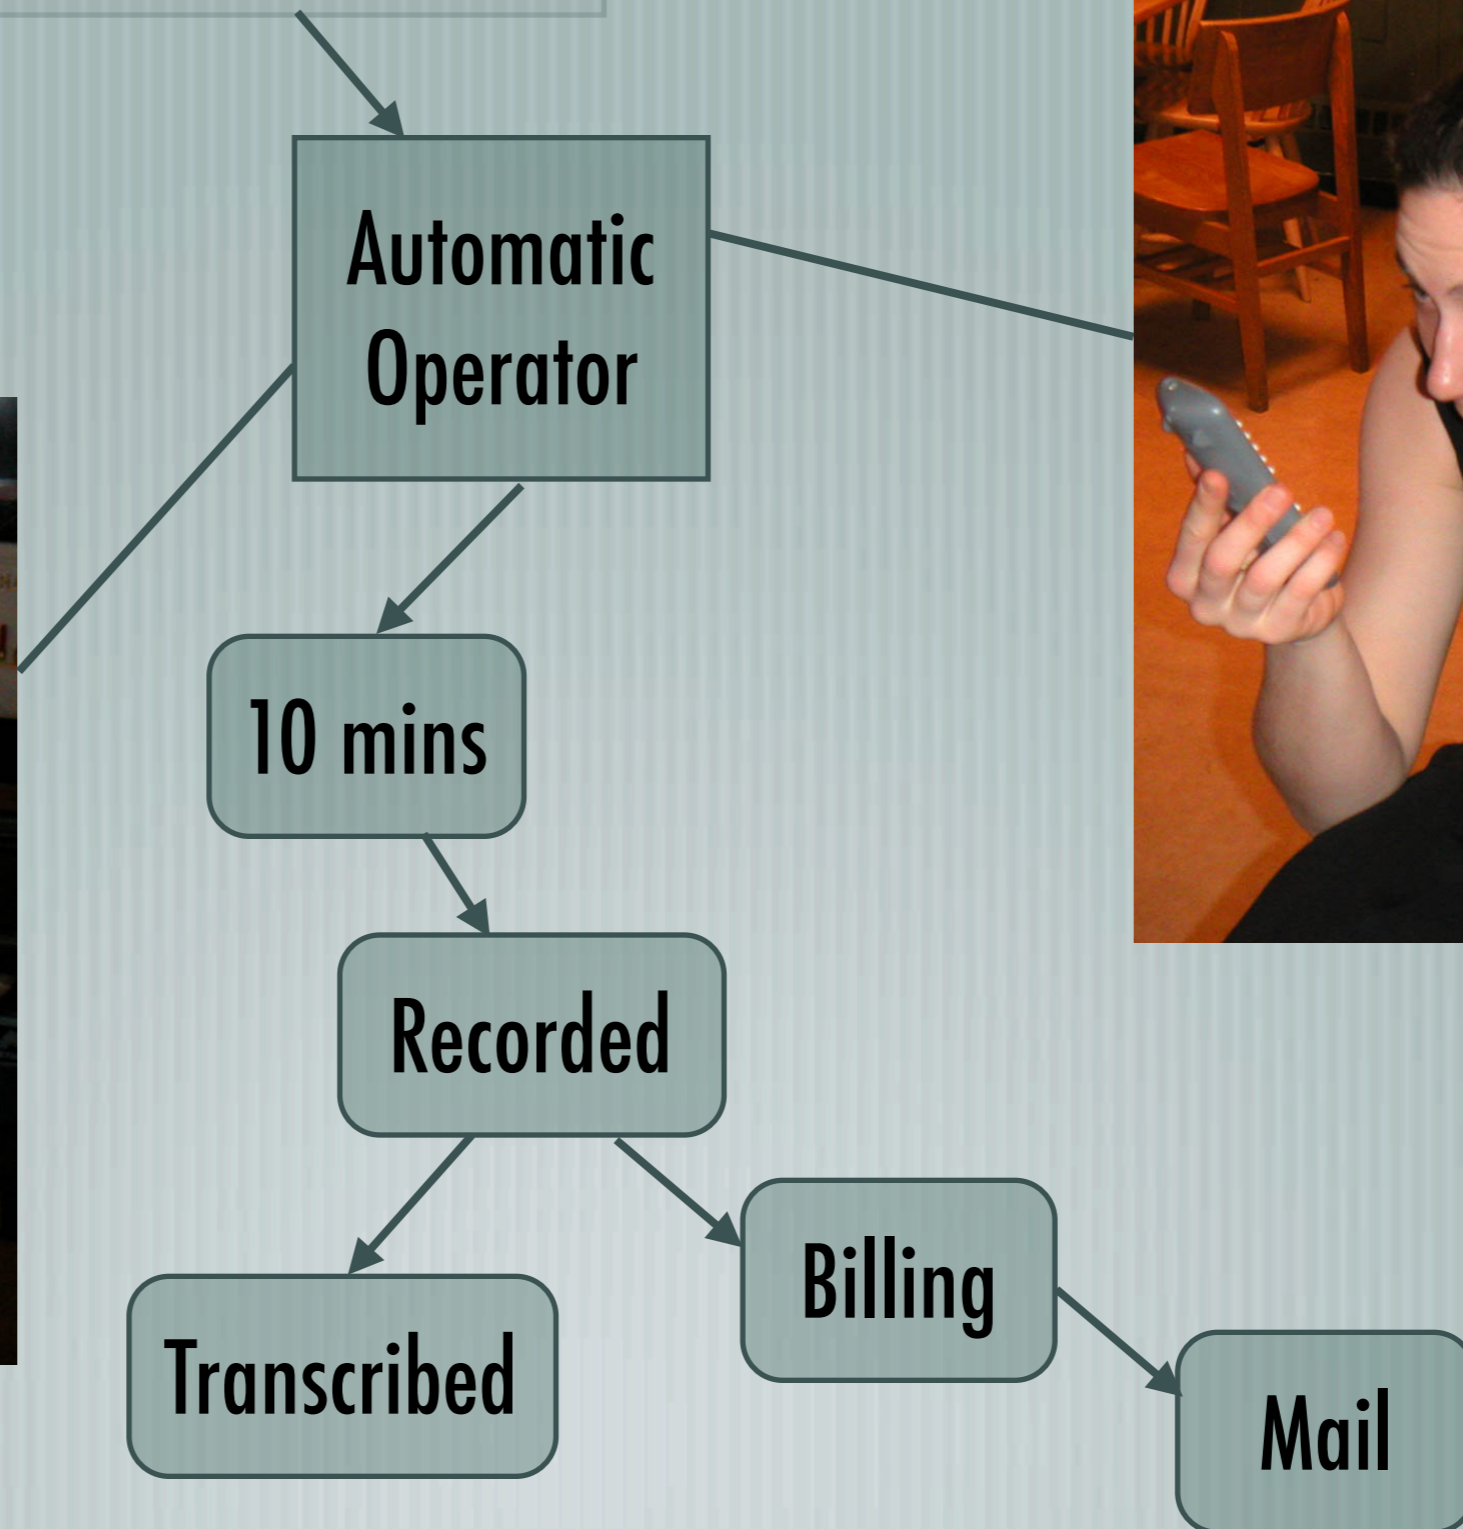 Automatic
Operator
10 mins
Recorded
Billing
Transcribed
Mail